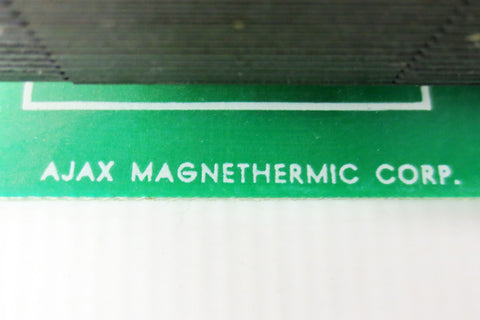 AJAX MAGNETHERMIC CORP.